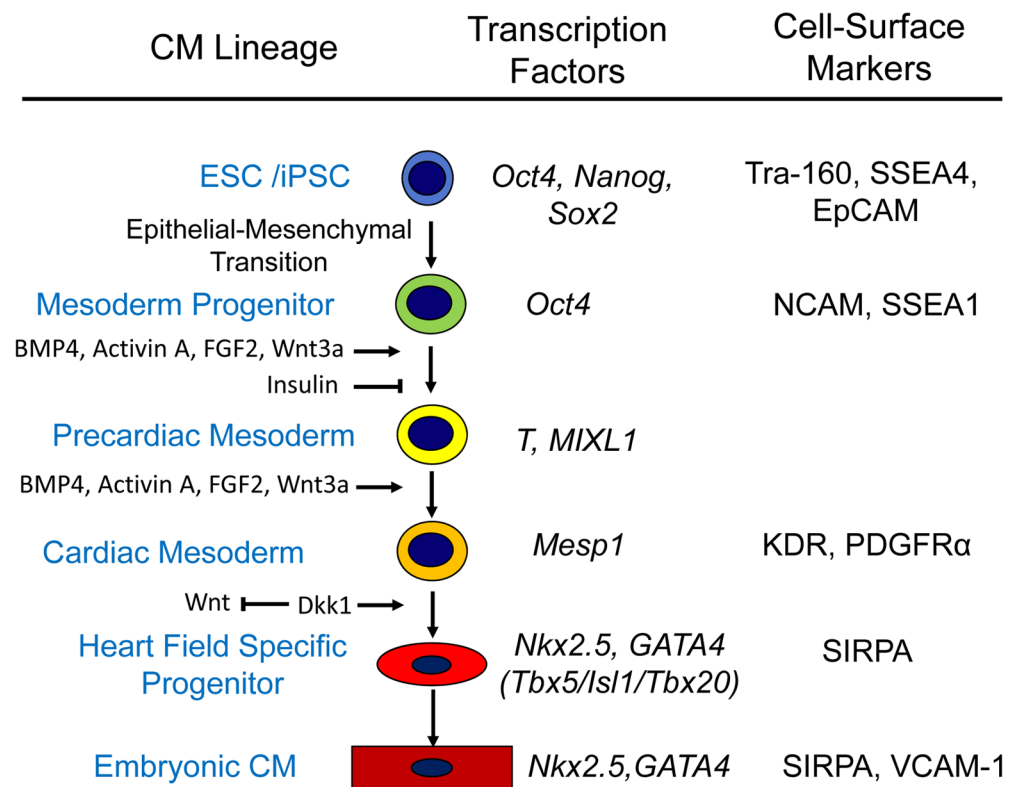 CM Lineage
Transcription
Factors
Cell-Surface
Markers
ESC /iPSC
Oct4, Nanog,
Sox2
Tra-160, SSEA4,
EpCAM
Epithelial-Mesenchymal
Transition
Mesoderm Progenitor
Oct4
NCAM, SSEA1
BMP4, Activin A, FGF2, Wnt3a
Insulin
Precardiac Mesoderm
T, MIXL1
BMP4, Activin A, FGF2, Wnt3a
Cardiac Mesoderm
Mesp1
KDR, PDGFRα
Wnt
Dkk1
Heart Field Specific
Progenitor
Nkx2.5, GATA4
(Tbx5/Isl1/Tbx20)
SIRPA
Embryonic CM
Nkx2.5,GATA4
SIRPA, VCAM-1